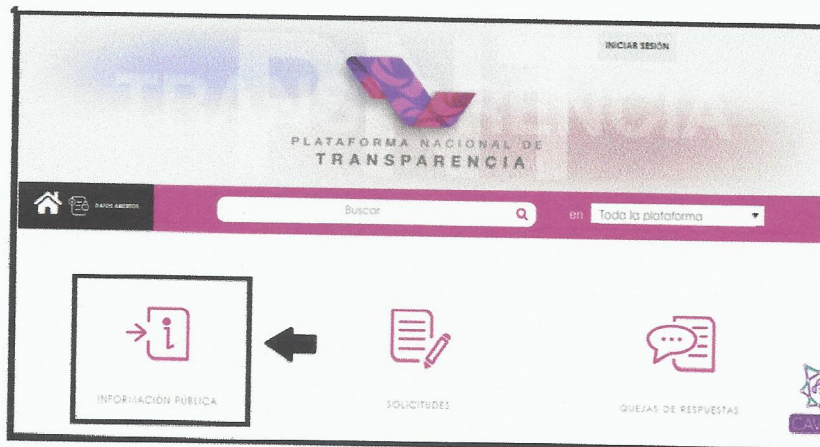 INICIAR SESIÓN
PLATAFORMA NACIONAL DE
TRANSPARENCIA
DATOS ABIERTOS
Buscar
en
Toda la plataforma
INFORMACIÓN PÚBLICA
SOLICITUDES
QUEJAS DE RESPUESTAS